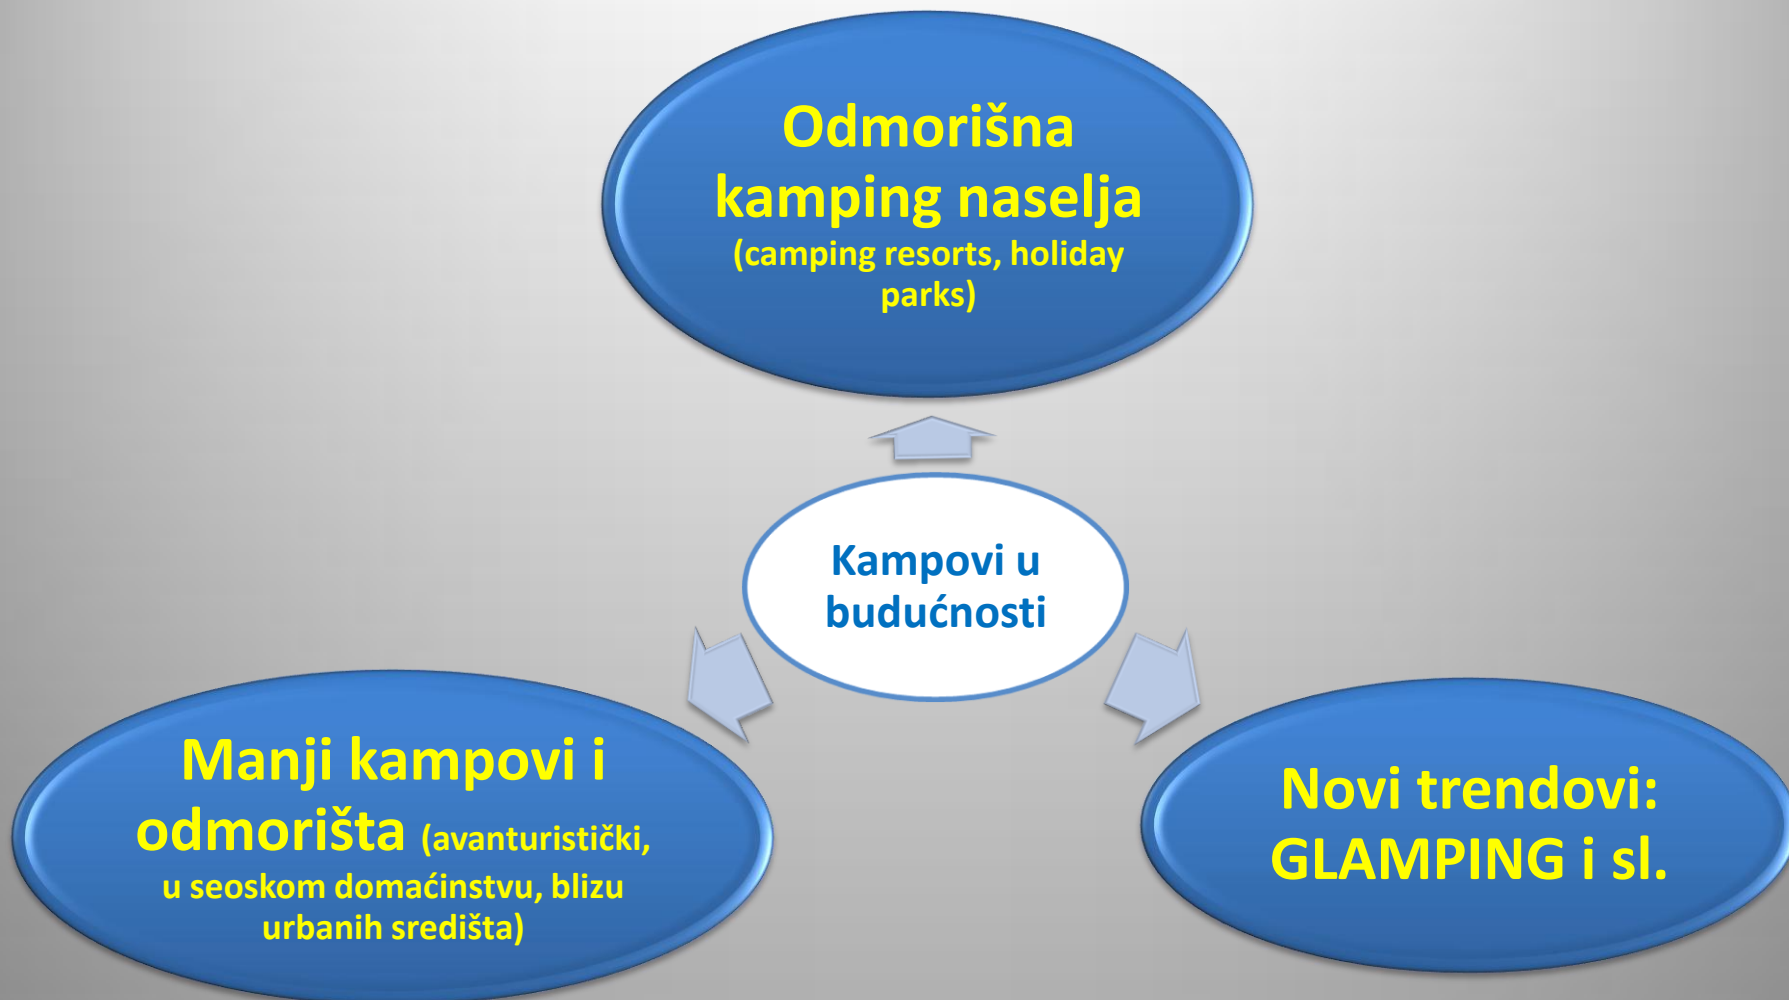 Odmorišna
kamping naselja
(camping resorts, holiday
parks)
Kampovi u
budućnosti
Manji kampovi i
odmorišta (avanturistički,
u seoskom domaćinstvu, blizu
urbanih središta)
Novi trendovi:
GLAMPING i sl.